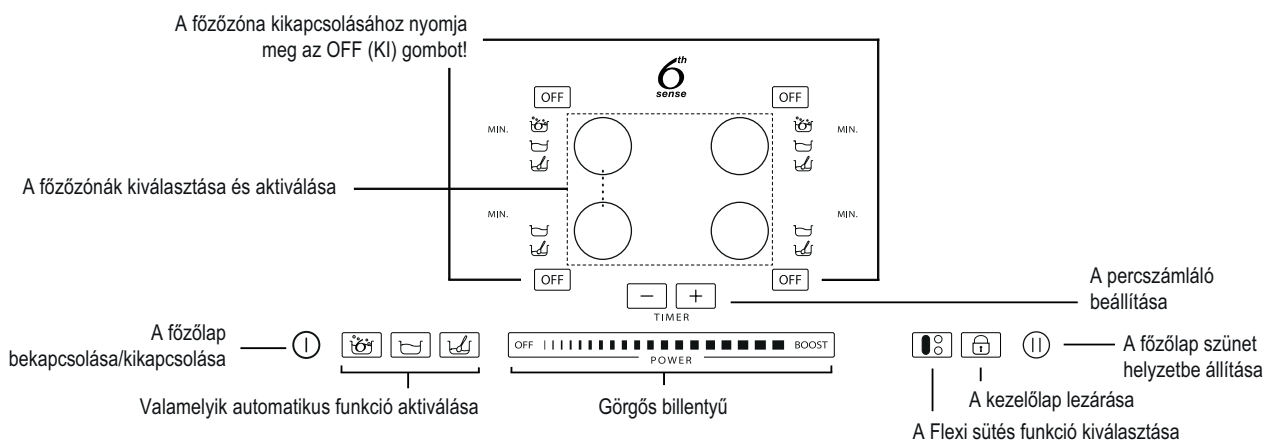 A főzőzóna kikapcsolásához nyomja
meg az OFF (KI) gombot!
6th
sense
OFF
OFF
MIN.
MIN.
A főzőzónák kiválasztása és aktiválása
MIN.
MIN.
OFF
OFF
− +
TIMER
A percszámláló
beállítása
A főzőlap
bekapcsolása/kikapcsolása
OFF
BOOST
POWER
A főzőlap szünet
helyzetbe állítása
Valamelyik automatikus funkció aktiválása
Görgős billentyű
A kezelőlap lezárása
A Flexi sütés funkció kiválasztása